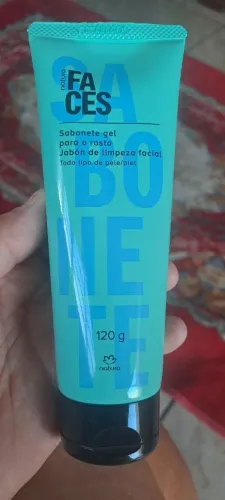 natura
FA
CES
SA
BO
NE
TE
Sabonete gel
para o rosto
Jabón de limpeza facial
Todo tipo de pele/piel
120 g
natura